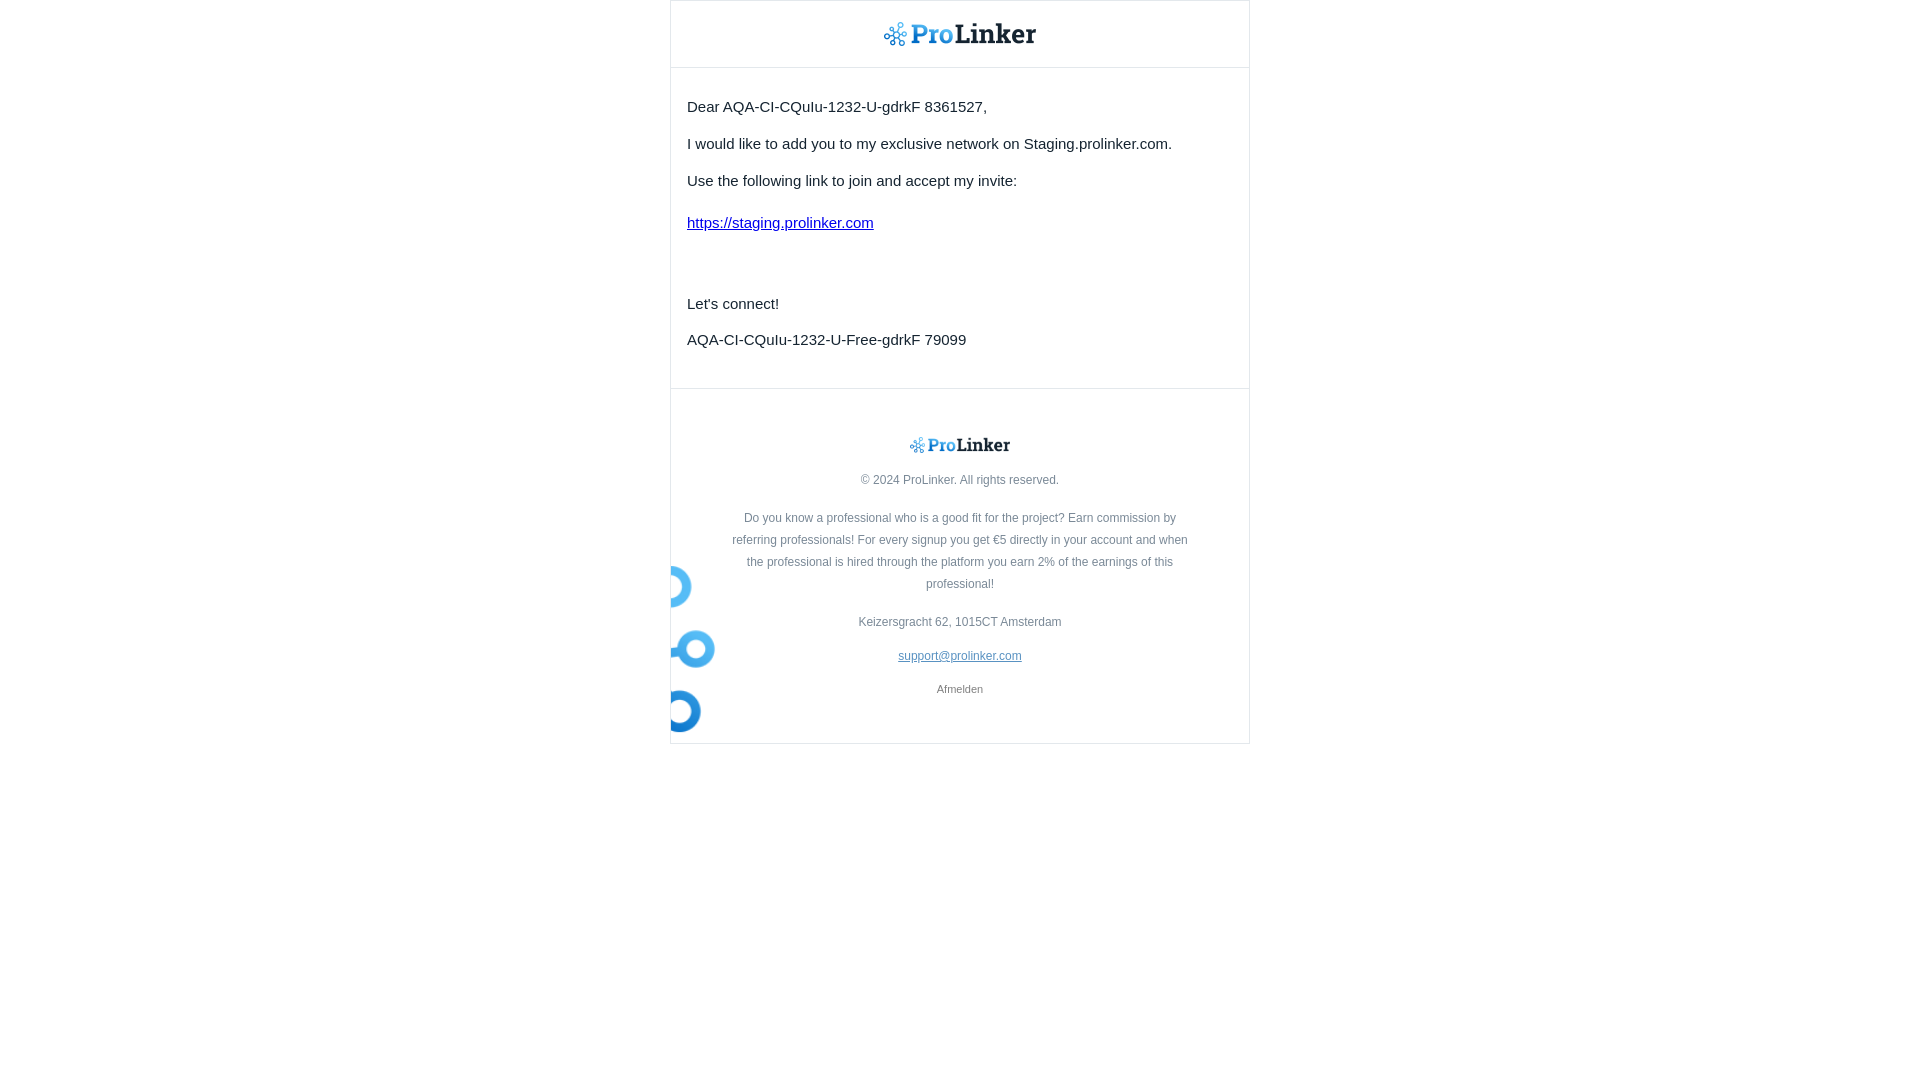 ProLinker
Dear AQA-CI-CQuIu-1232-U-gdrkF 8361527,
I would like to add you to my exclusive network on Staging.prolinker.com.
Use the following link to join and accept my invite:
https://staging.prolinker.com
Let's connect!
AQA-CI-CQuIu-1232-U-Free-gdrkF 79099
ProLinker
© 2024 ProLinker. All rights reserved.
Do you know a professional who is a good fit for the project? Earn commission by
referring professionals! For every signup you get €5 directly in your account and when
the professional is hired through the platform you earn 2% of the earnings of this
professional!
Keizersgracht 62, 1015CT Amsterdam
support@prolinker.com
Afmelden